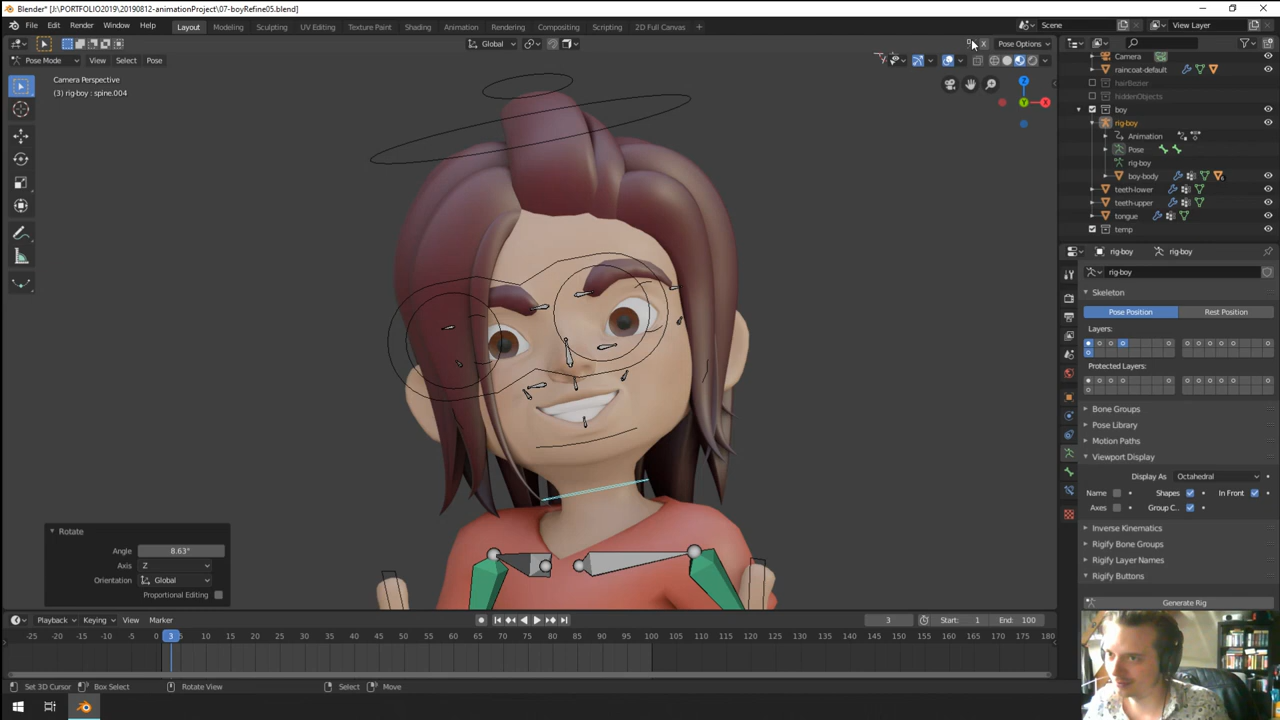 Blender* [J:\PORTFOLIO2019\20190812-animationProject\07-boyRefine05.blend]
File Edit Render Window Help Layout Modeling Sculpting UV Editing Texture Paint Shading Animation Rendering Compositing Scripting 2D Full Canvas Scene View Layer
Global X Pose Options
Pose Mode View Select Pose
Camera Perspective
(3) rig-boy : spine.004
Z
X
Y
Camera
raincoat-default
hairBezier
hiddenObjects
boy
rig-boy
Animation
Pose
rig-boy
boy-body
teeth-lower
teeth-upper
tongue
temp
rig-boy rig-boy
rig-boy
Skeleton
Pose Position Rest Position
Layers:
Protected Layers:
Bone Groups
Pose Library
Motion Paths
Viewport Display
Display As Octahedral
Name Shapes In Front
Axes Group C..
Inverse Kinematics
Rigify Bone Groups
Rigify Layer Names
Rigify Buttons
Generate Rig
Rotate
Angle 8.63°
Axis Z
Orientation Global
Proportional Editing
Playback Keying View Marker 3 Start: 1 End: 100
-25 -20 -15 -10 -5 0 3 5 10 15 20 25 30 35 40 45 50 55 60 65 70 75 80 85 90 95 100 105 110 115 120 125 130 135 140 145 150 155 160 165 170 175 180
Set 3D Cursor Box Select Rotate View Select Move